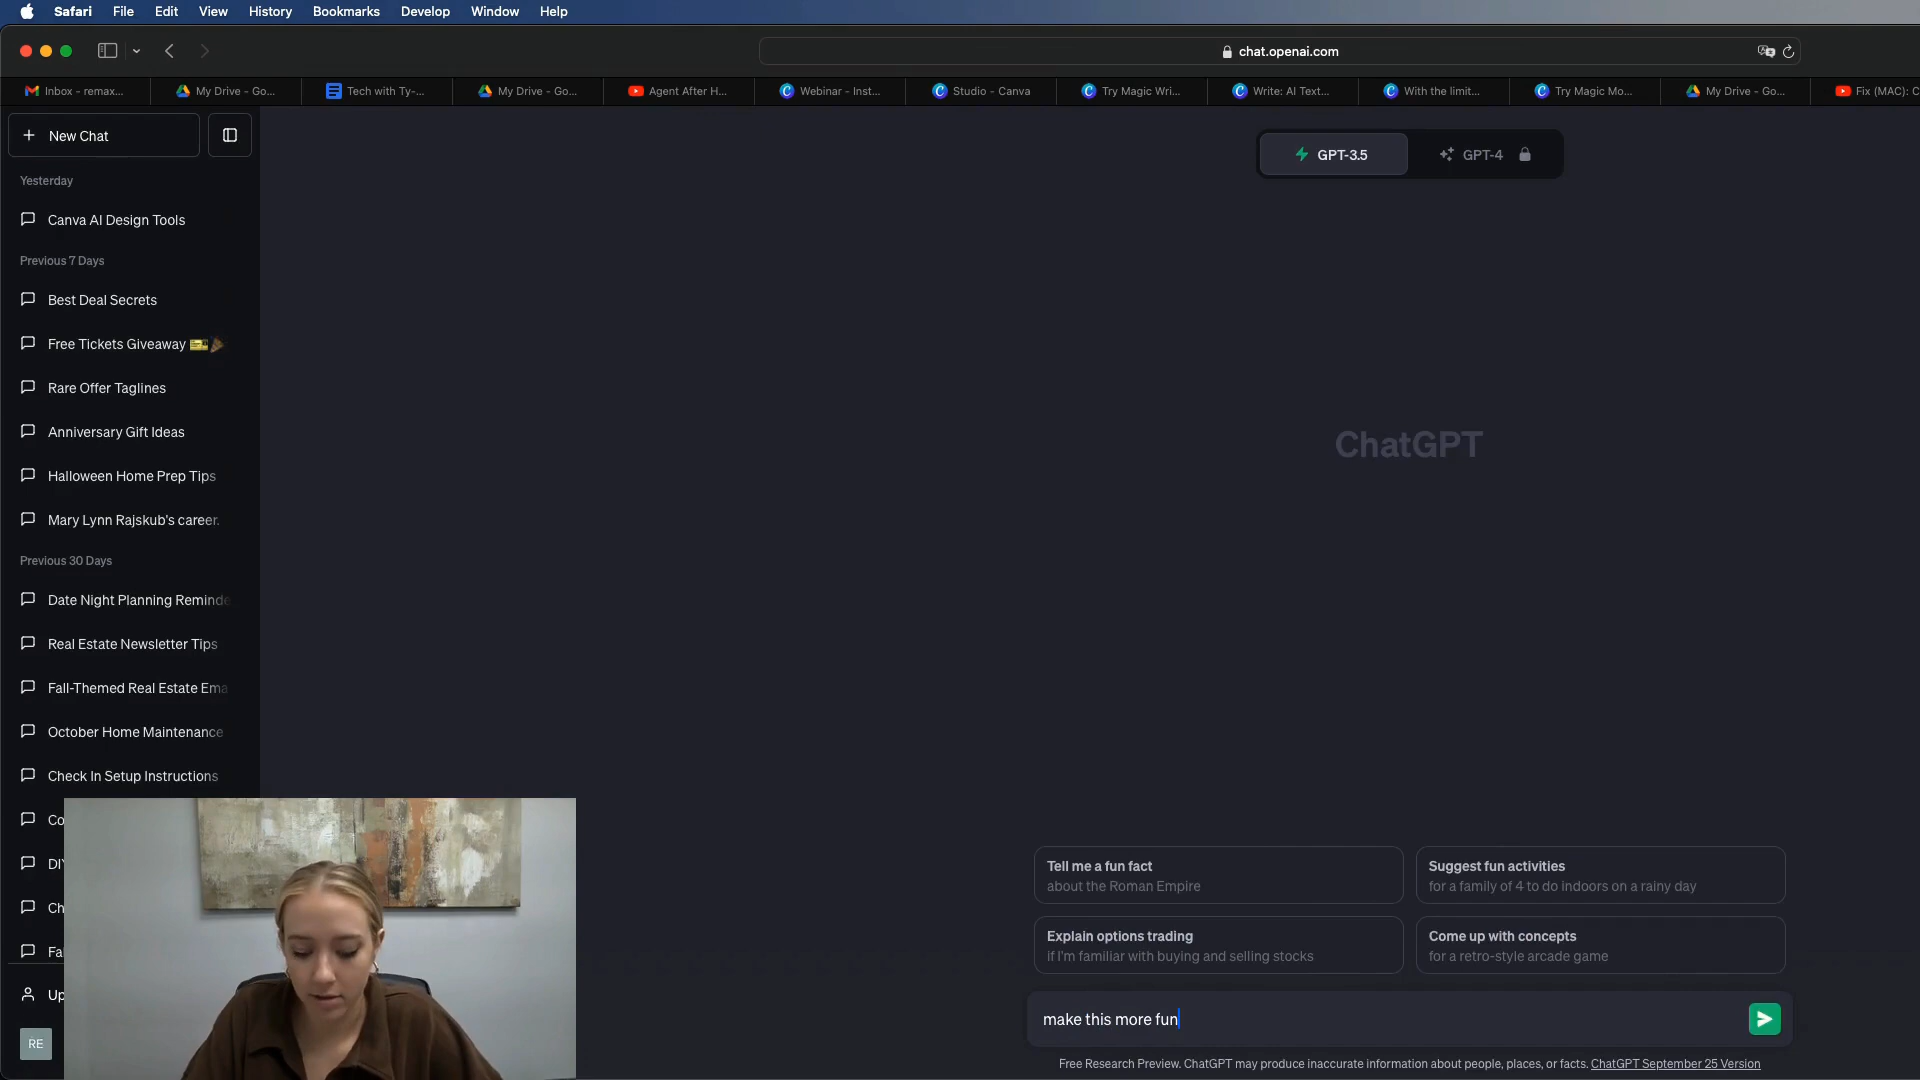 Safari File Edit View History Bookmarks Develop Window Help
chat.openai.com
Inbox - remax... My Drive - Go... Tech with Ty-... My Drive - Go... Agent After H... Webinar - Inst... Studio - Canva Try Magic Wri... Write: AI Text... With the limit... Try Magic Mo... My Drive - Go... Fix (MAC): C
New Chat
GPT-3.5 GPT-4
Yesterday
Canva AI Design Tools
Previous 7 Days
Best Deal Secrets
Free Tickets Giveaway
Rare Offer Taglines
Anniversary Gift Ideas
Halloween Home Prep Tips
Mary Lynn Rajskub's career.
Previous 30 Days
Date Night Planning Reminde
Real Estate Newsletter Tips
Fall-Themed Real Estate Ema
October Home Maintenance
Check In Setup Instructions
Co
DIY
Ch
Fal
Up
RE
ChatGPT
Tell me a fun fact
about the Roman Empire
Suggest fun activities
for a family of 4 to do indoors on a rainy day
Explain options trading
if I'm familiar with buying and selling stocks
Come up with concepts
for a retro-style arcade game
make this more fun
Free Research Preview. ChatGPT may produce inaccurate information about people, places, or facts. ChatGPT September 25 Version